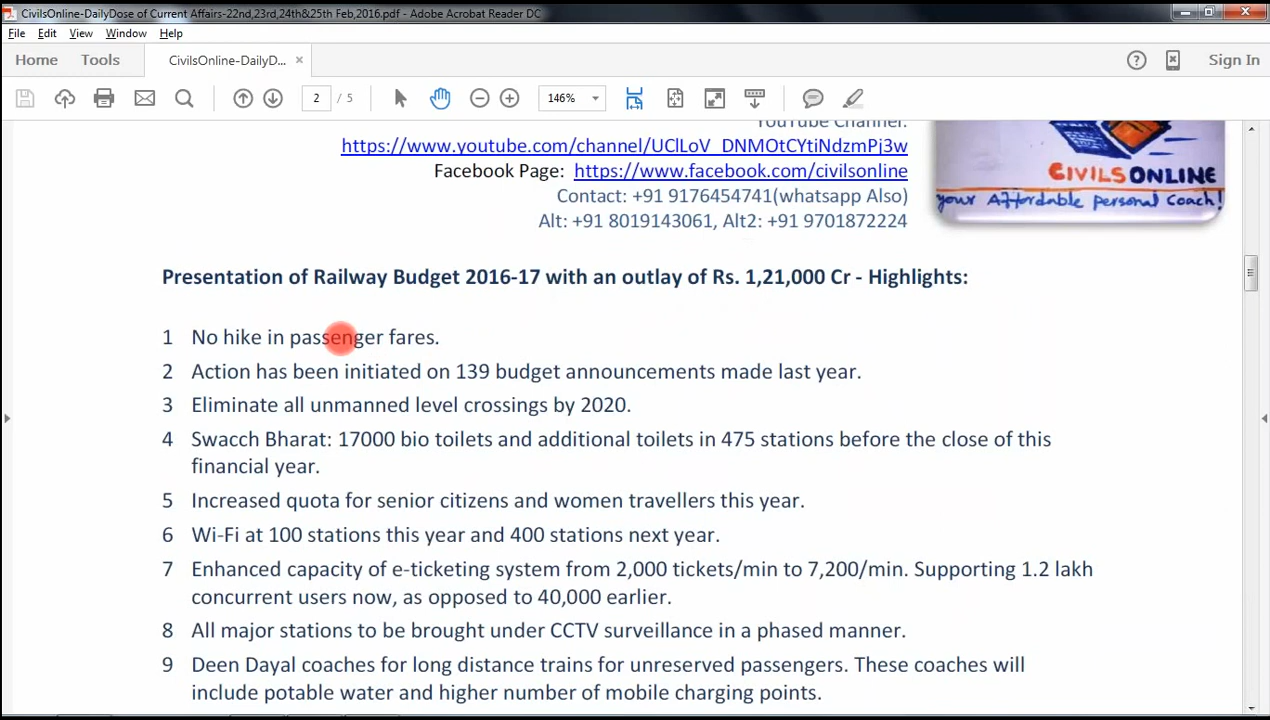 CivilsOnline-DailyDose of Current Affairs-22nd,23rd,24th&25th Feb,2016.pdf - Adobe Acrobat Reader DC
File Edit View Window Help
Home Tools CivilsOnline-DailyD... × Sign In
2 / 5 146%
YouTube Channel:
https://www.youtube.com/channel/UClLoV_DNMOtCYtiNdzmPj3w
Facebook Page: https://www.facebook.com/civilsonline
Contact: +91 9176454741(whatsapp Also)
Alt: +91 8019143061, Alt2: +91 9701872224
CIVILSONLINE
your Affordable personal Coach!
Presentation of Railway Budget 2016-17 with an outlay of Rs. 1,21,000 Cr - Highlights:
1 No hike in passenger fares.
2 Action has been initiated on 139 budget announcements made last year.
3 Eliminate all unmanned level crossings by 2020.
4 Swacch Bharat: 17000 bio toilets and additional toilets in 475 stations before the close of this
financial year.
5 Increased quota for senior citizens and women travellers this year.
6 Wi-Fi at 100 stations this year and 400 stations next year.
7 Enhanced capacity of e-ticketing system from 2,000 tickets/min to 7,200/min. Supporting 1.2 lakh
concurrent users now, as opposed to 40,000 earlier.
8 All major stations to be brought under CCTV surveillance in a phased manner.
9 Deen Dayal coaches for long distance trains for unreserved passengers. These coaches will
include potable water and higher number of mobile charging points.